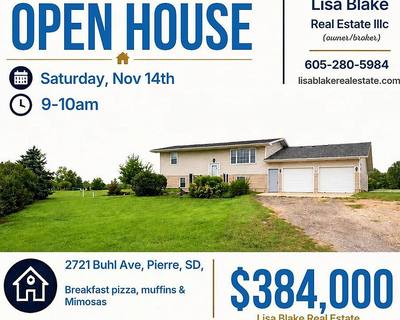 OPEN HOUSE
Saturday, Nov 14th
9-10am
Lisa Blake
Real Estate llc
(owner/broker)
605-280-5984
lisablakerealestate.com
2721 Buhl Ave, Pierre, SD,
Breakfast pizza, muffins &
Mimosas
$384,000
Lisa Blake Real Estate